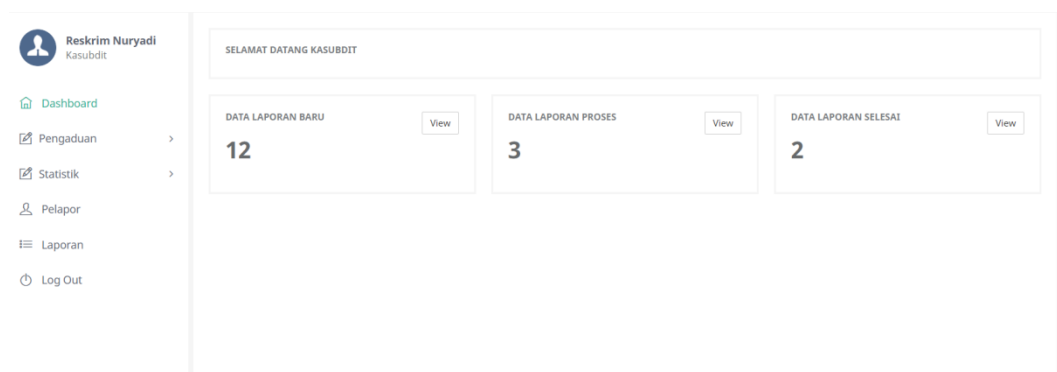 Reskrim Nuryadi
Kasubdit
Dashboard
Pengaduan
Statistik
Pelapor
Laporan
Log Out
SELAMAT DATANG KASUBDIT
DATA LAPORAN BARU
View
12
DATA LAPORAN PROSES
View
3
DATA LAPORAN SELESAI
View
2